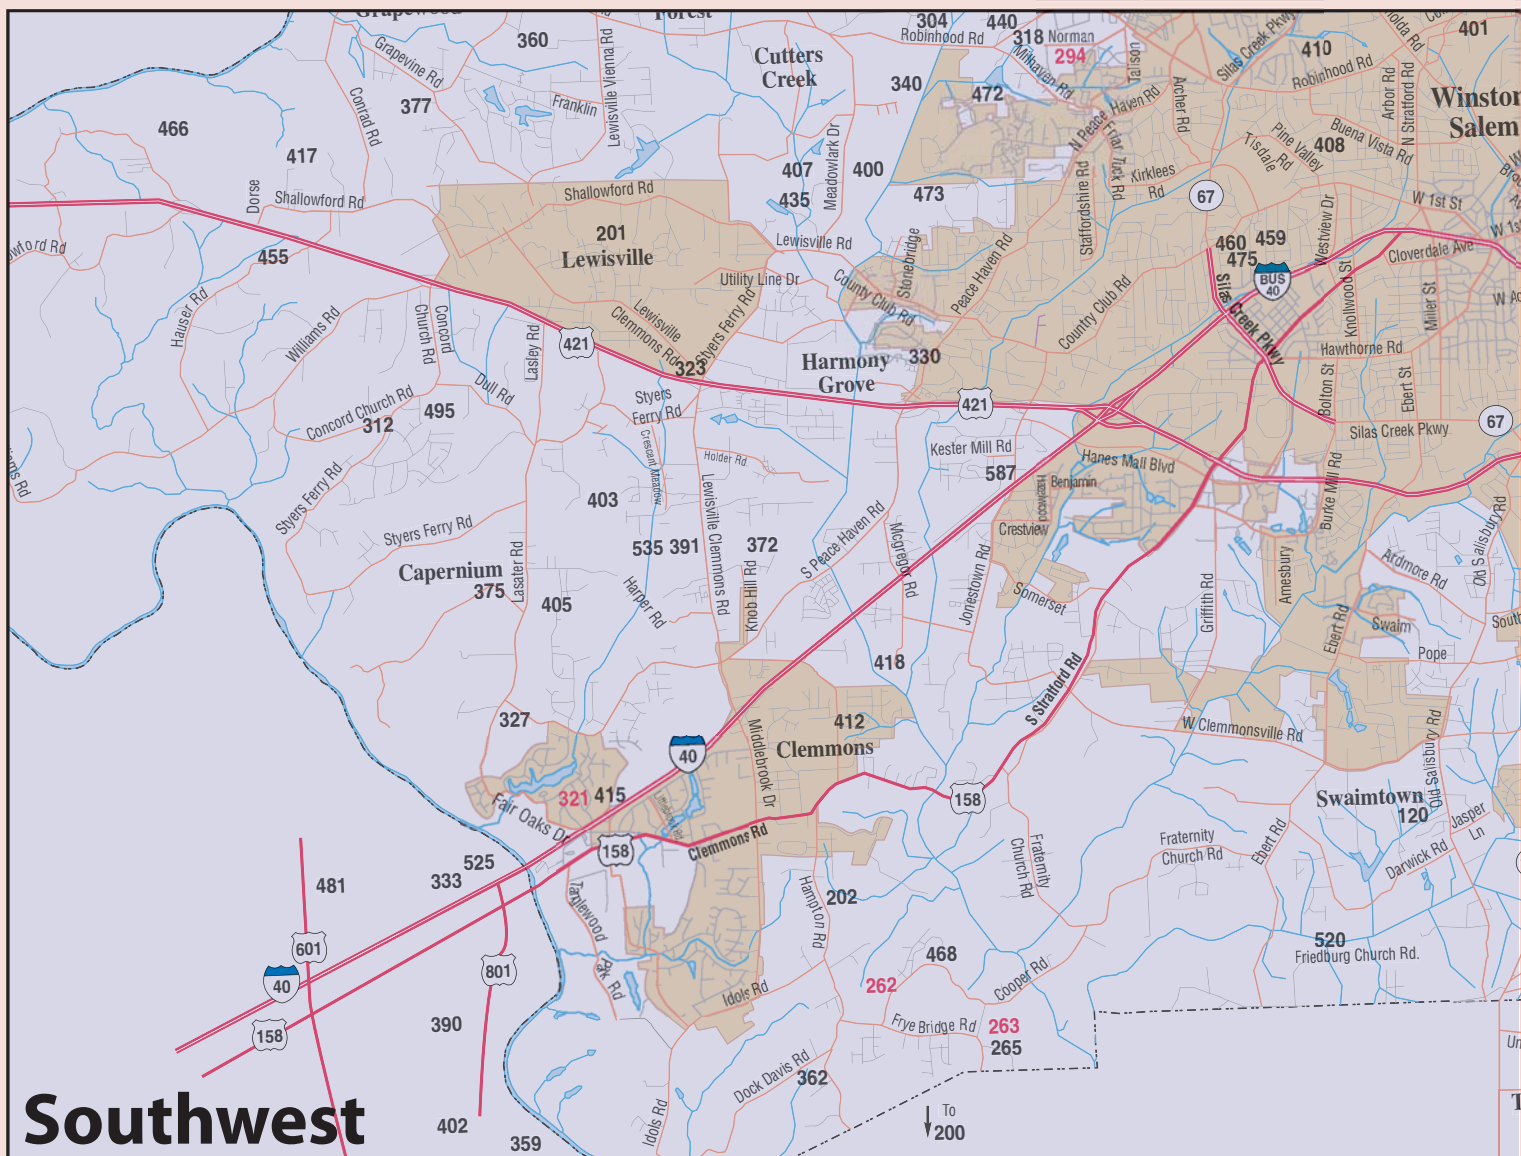 Grapewood
Forest
304
440
401
360
Robinhood Rd
318
Norman
294
Talison
Silas Creek Pkwy
410
Robinhood Rd
Cutters
Creek
Grapevine Rd
Lewisville Vienna Rd
Milhaven Rd
340
472
377
Franklin
Conrad Rd
Haven Rd
N Peace
Archer Rd
Arbor Rd
N Stratford Rd
Winston
Salem
466
417
Meadowlark Dr
Friar Tuck Rd
Tisdale
Rd
Pine Valley
408
Buena Vista Rd
407
400
Kirklees
Rd
Dorse
Shallowford Rd
Shallowford Rd
435
473
Staffordshire Rd
67
W 1st St
201
Lewisville
Lewisville Rd
Stonebridge
Peace Haven Rd
460
459
475
Westview Dr
Cloverdale Ave
W 1st
455
Utility Line Dr
County Club Rd
Country Club Rd
BUS
40
Silas Creek Pkwy
Knollwood St
Miller St
Hauser Rd
Williams Rd
Concord
Church Rd
Lasley Rd
421
Lewisville
Clemmons Rd
Styers Ferry Rd
323
Harmony
Grove
330
Hawthorne Rd
Bolton St
Ebert St
Concord Church Rd
312
495
Dull Rd
Styers
Ferry Rd
421
Silas Creek Pkwy
67
Kester Mill Rd
Hanes Mall Blvd
587
Holder Rd
Crescent Meadow
Styers Ferry Rd
Styers Ferry Rd
403
Lewisville Clemmons Rd
Hazelwood
Benjamin
Crestview
Burke Mill Rd
Old Salisbury Rd
Capernium
375
Lasater Rd
535
391
372
S Peace Haven Rd
Mcgregor Rd
Jonestown Rd
Amesbury
Ardmore Rd
405
Harper Rd
Knob Hill Rd
Somerset
Griffith Rd
Ebert Rd
Swaim
Pope
418
S Stratford Rd
327
412
Clemmons
Middlebrook Dr
W Clemmonsville Rd
Old Salisbury Rd
40
321
415
Fair Oaks Dr
158
158
Clemmons Rd
Swaimtown
120
Jasper
Ln
Fraternity
Church Rd
Ebert Rd
Darwick Rd
Fraternity
Church Rd
525
333
481
Tanglewood
Pak Rd
Hampton Rd
202
601
801
40
158
468
262
Cooper Rd
520
Friedburg Church Rd.
Idols Rd
390
Frye Bridge Rd
263
265
Dock Davis Rd
362
Southwest
402
359
Idols Rd
To
200